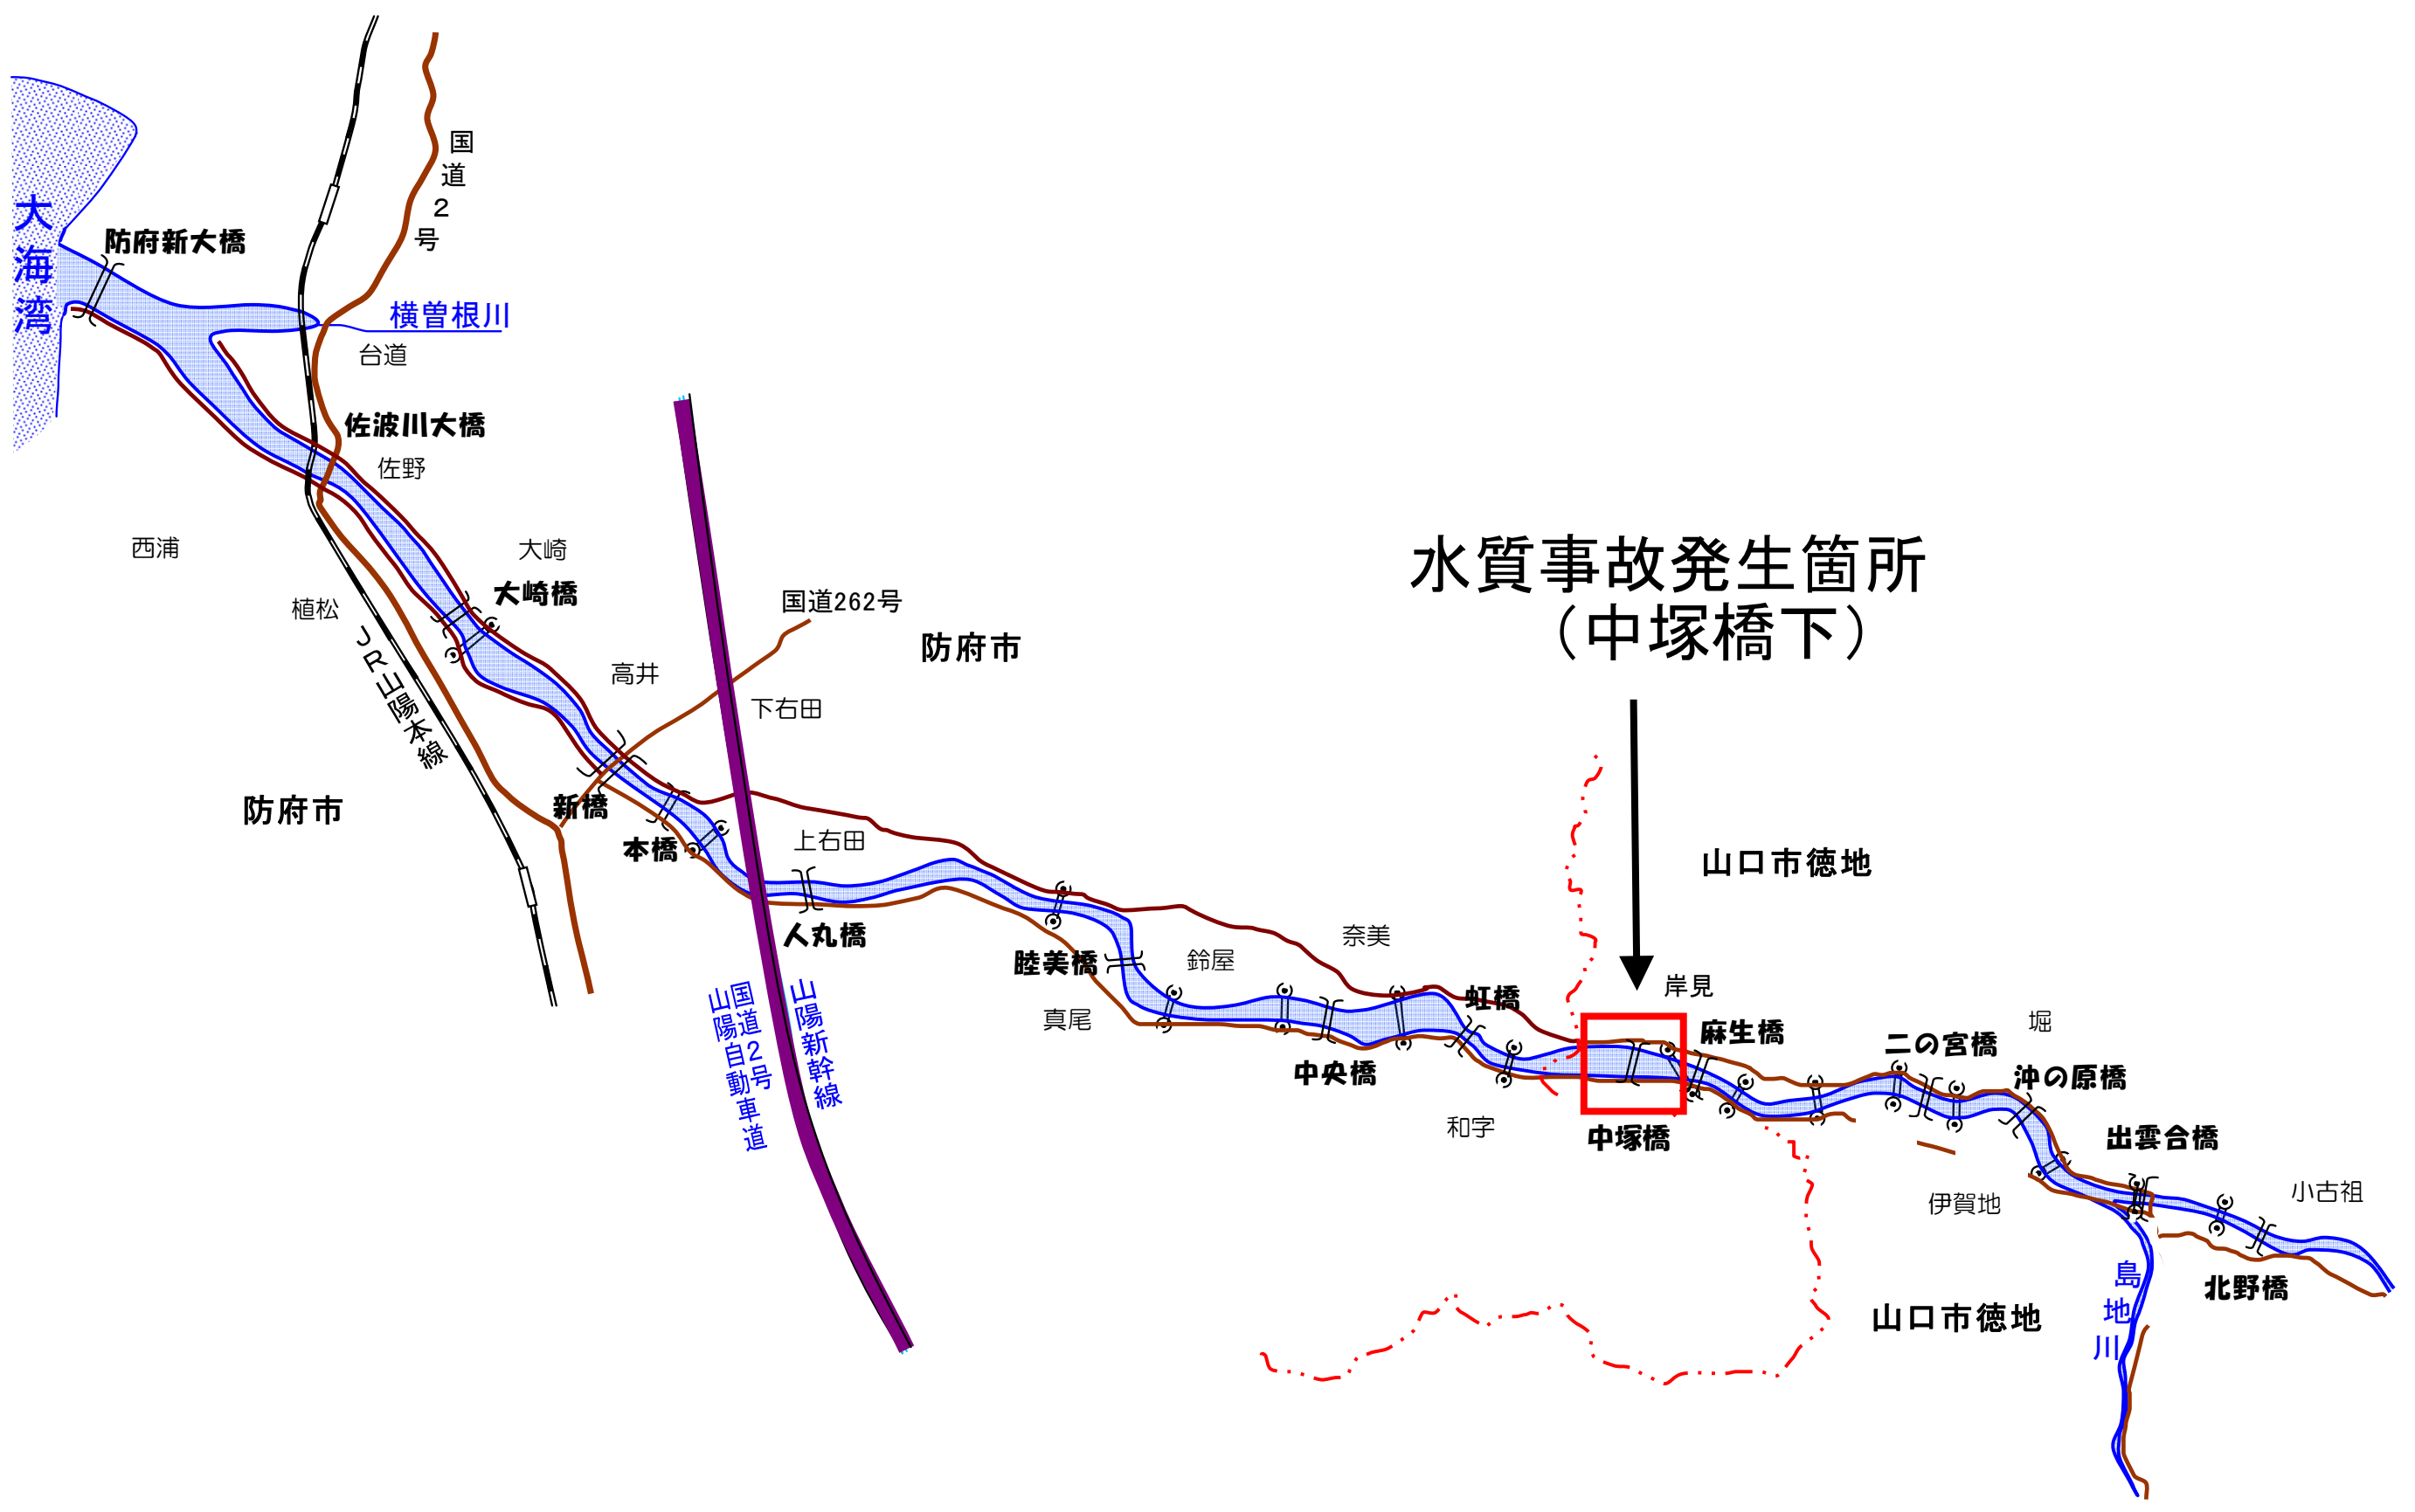 大海湾
防府新大橋
国道2号
横曽根川
台道
佐波川大橋
佐野
西浦
大崎
大崎橋
植松
JR山陽本線
高井
国道262号
防府市
下右田
防府市
新橋
本橋
上右田
人丸橋
国道2号
山陽自動車道
山陽新幹線
水質事故発生箇所
（中塚橋下）
山口市徳地
睦美橋
鈴屋
奈美
真尾
中央橋
虹橋
岸見
麻生橋
和字
中塚橋
二の宮橋
堀
沖の原橋
出雲合橋
伊賀地
小古祖
島地川
北野橋
山口市徳地